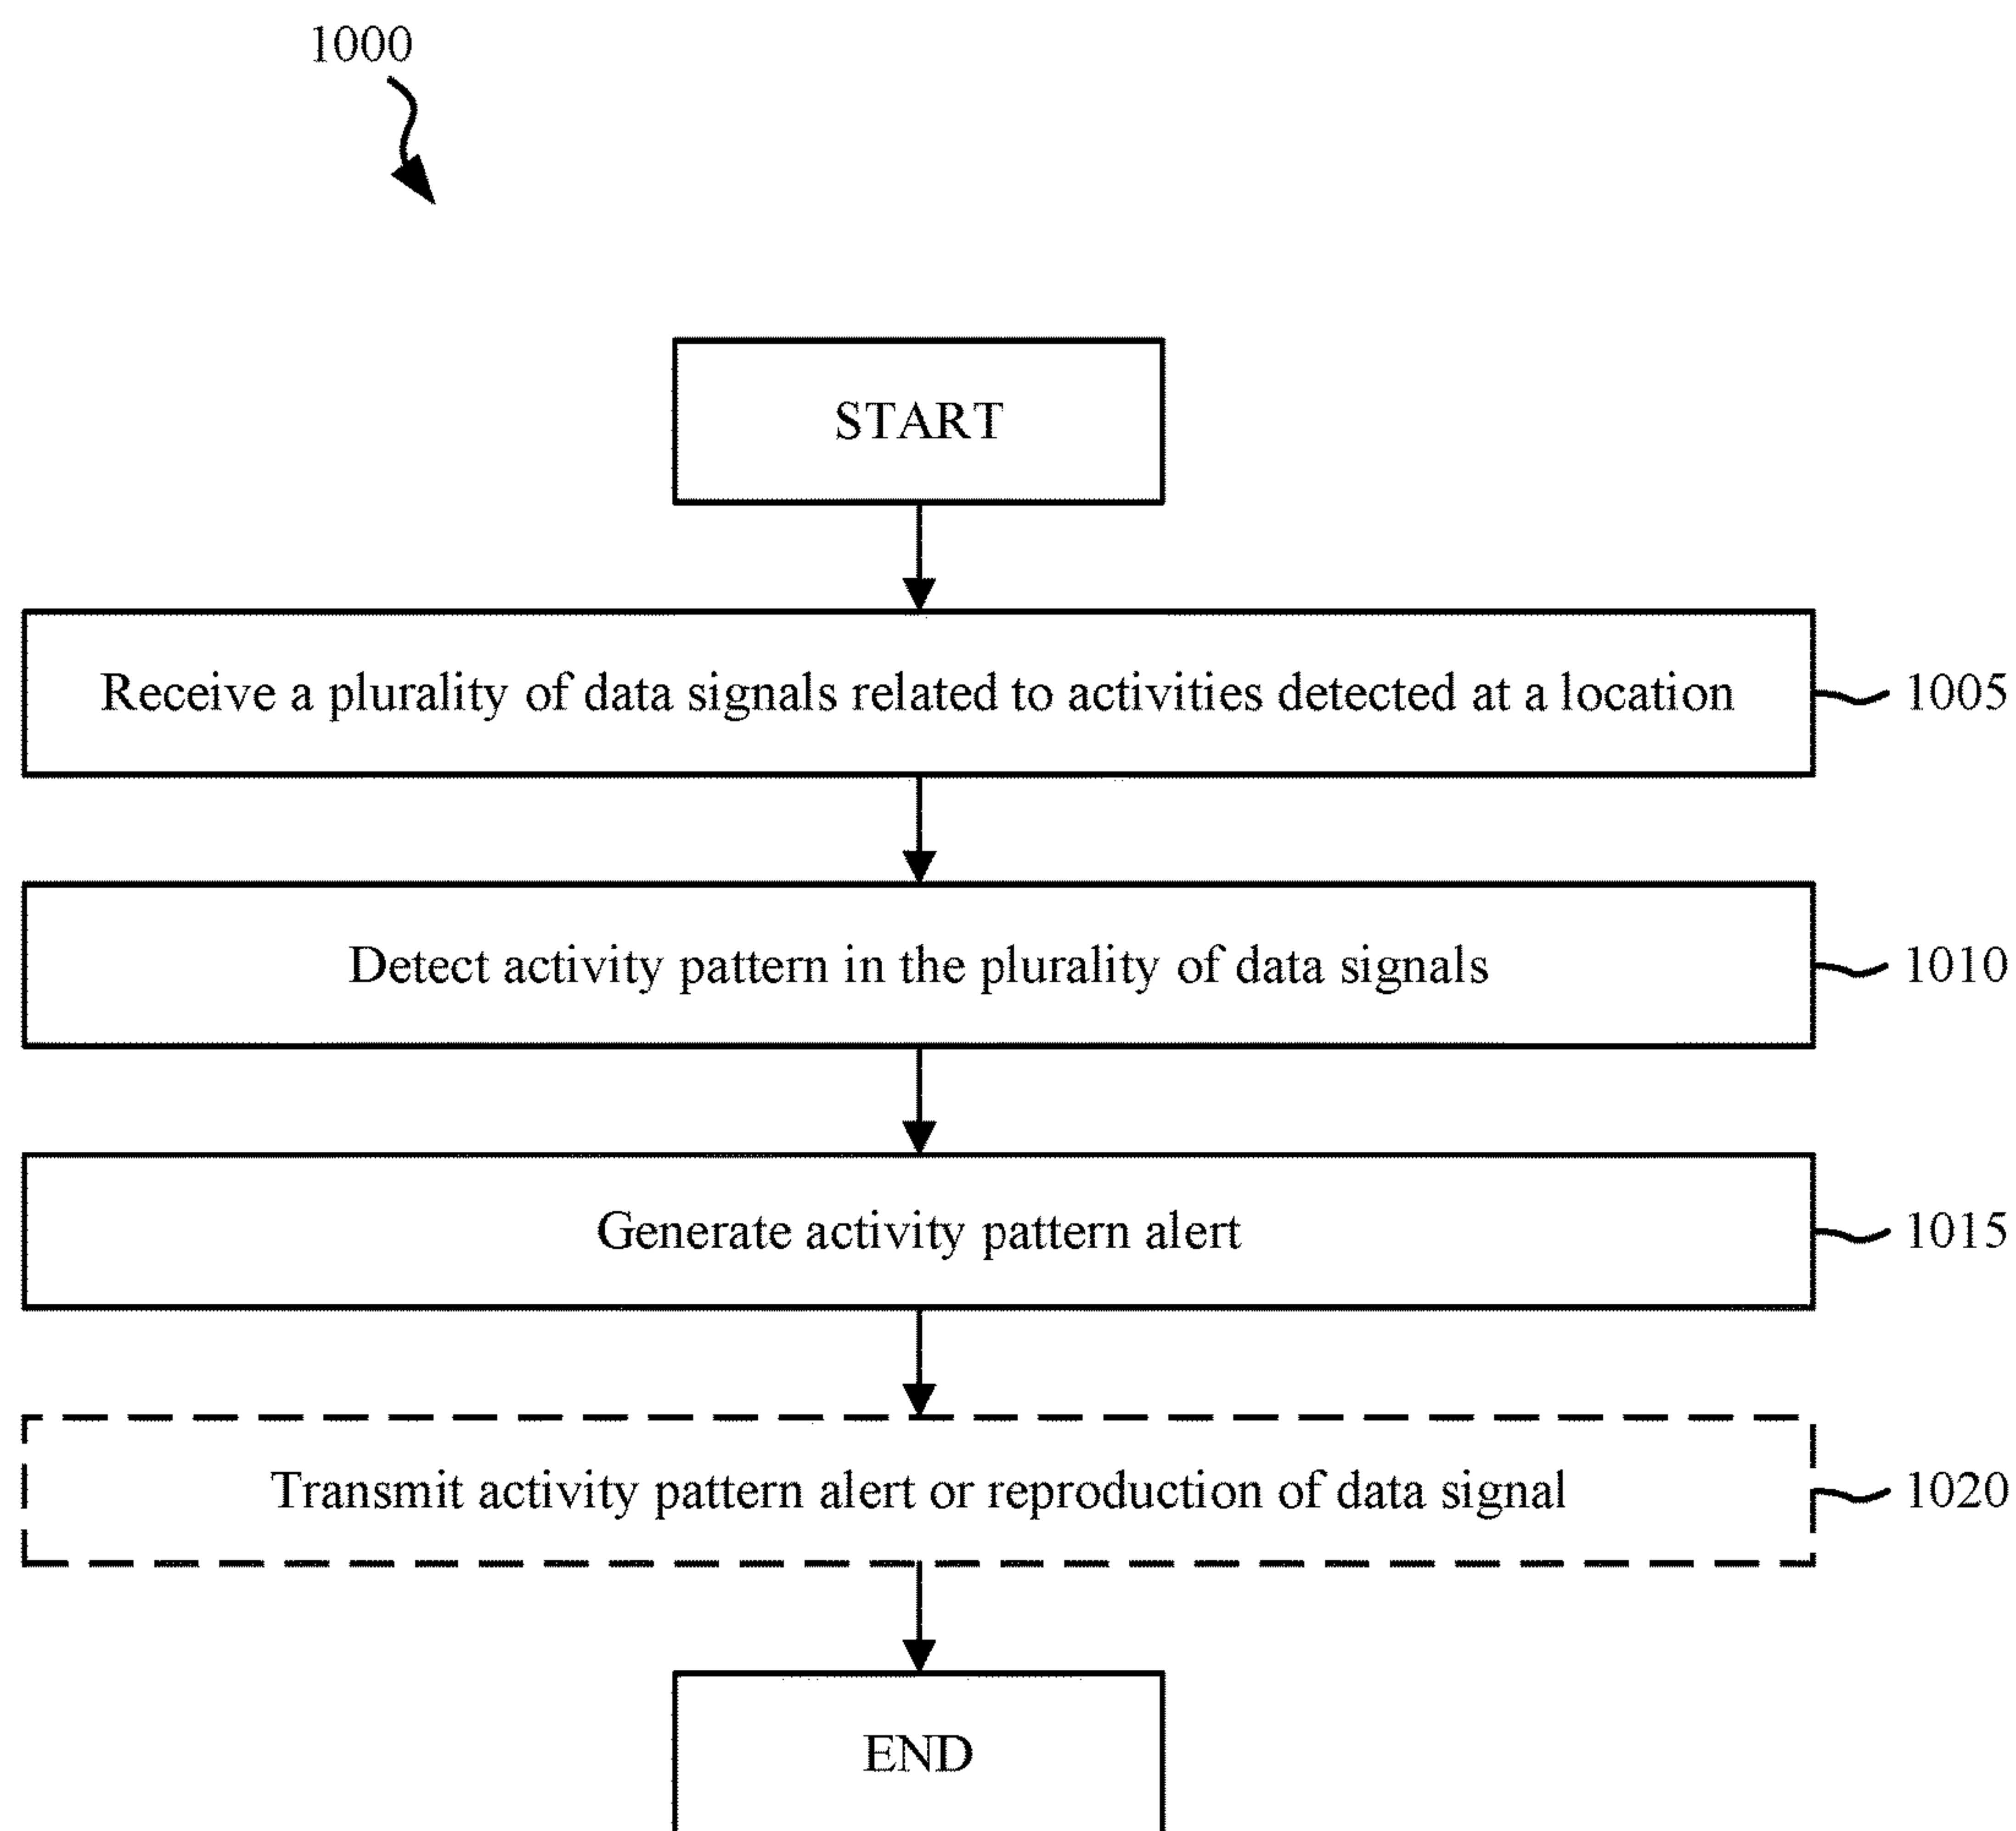 1000
START
Receive a plurality of data signals related to activities detected at a location
1005
Detect activity pattern in the plurality of data signals
1010
Generate activity pattern alert
1015
Transmit activity pattern alert or reproduction of data signal
1020
END